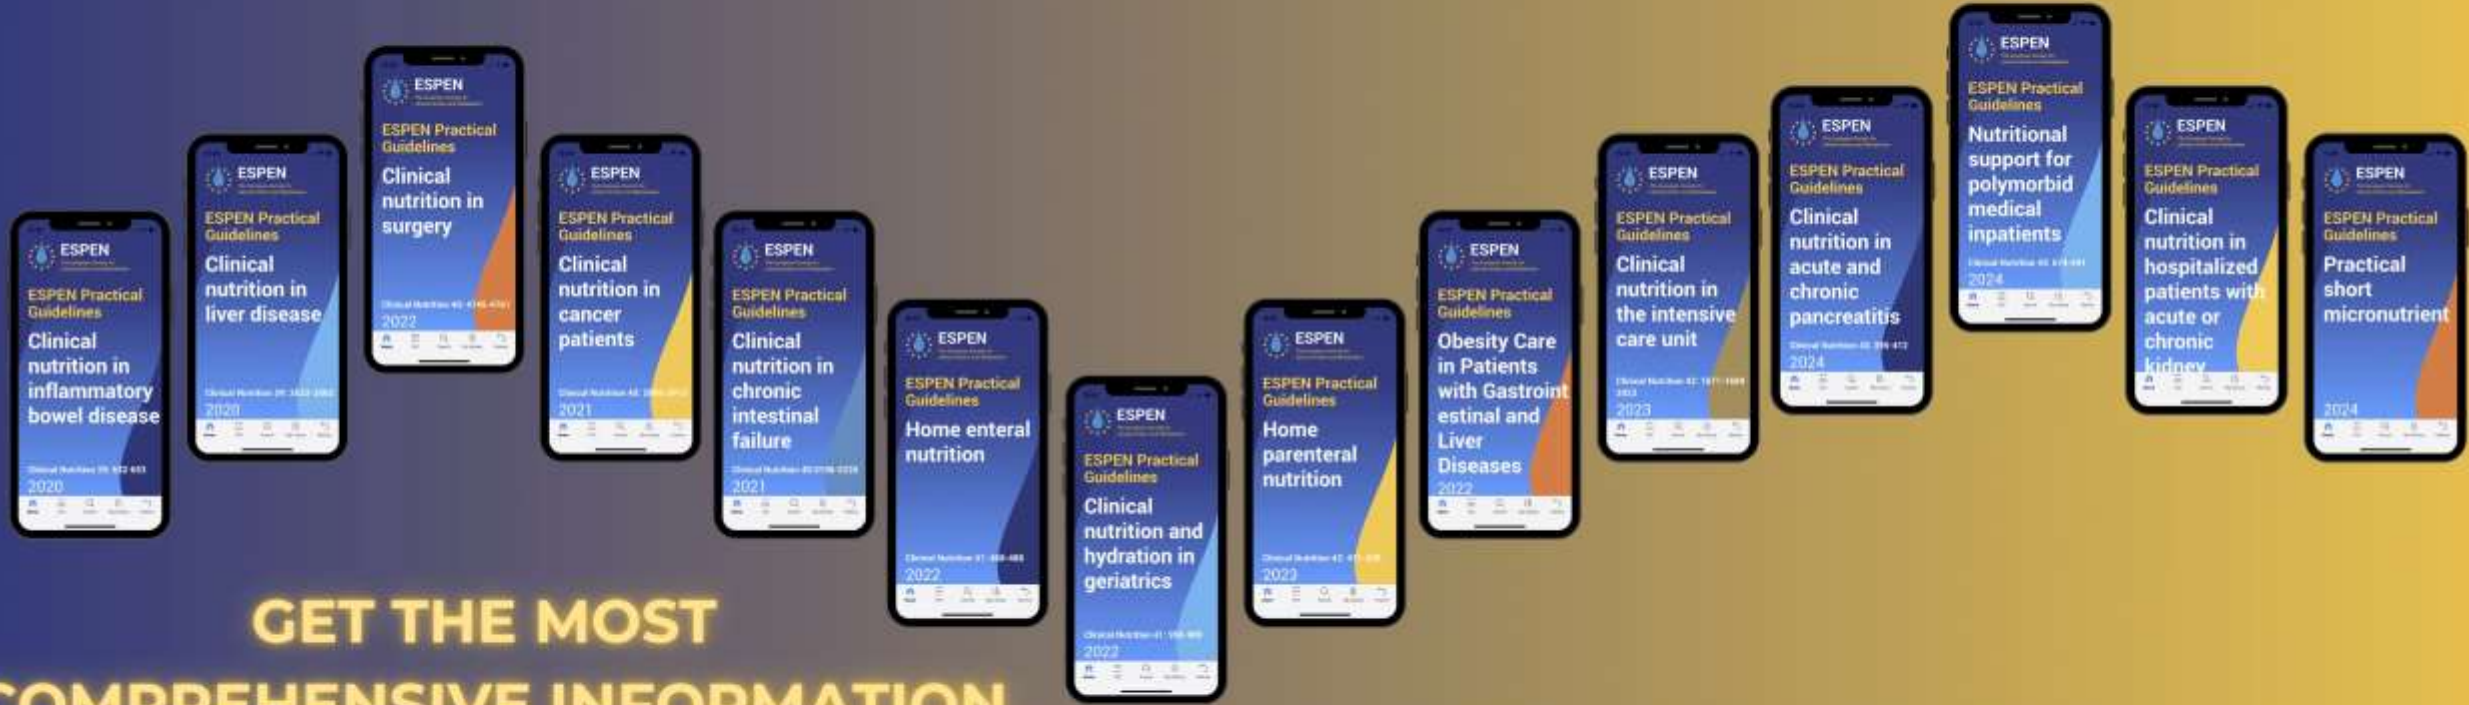 ESPEN
ESPEN Practical
Guidelines
Clinical
nutrition in
inflammatory
bowel disease
2020
ESPEN
ESPEN Practical
Guidelines
Clinical
nutrition in
liver disease
2020
ESPEN
ESPEN Practical
Guidelines
Clinical
nutrition in
surgery
2022
ESPEN
ESPEN Practical
Guidelines
Clinical
nutrition in
cancer
patients
2021
ESPEN
ESPEN Practical
Guidelines
Clinical
nutrition in
chronic
intestinal
failure
2021
ESPEN
ESPEN Practical
Guidelines
Home enteral
nutrition
2022
ESPEN
ESPEN Practical
Guidelines
Clinical
nutrition and
hydration in
geriatrics
2022
ESPEN
ESPEN Practical
Guidelines
Home
parenteral
nutrition
2023
ESPEN
ESPEN Practical
Guidelines
Obesity Care
in Patients
with Gastroint
estinal and
Liver
Diseases
2022
ESPEN
ESPEN Practical
Guidelines
Clinical
nutrition in
the intensive
care unit
2023
ESPEN
ESPEN Practical
Guidelines
Clinical
nutrition in
acute and
chronic
pancreatitis
2024
ESPEN
ESPEN Practical
Guidelines
Nutritional
support for
polymorbid
medical
inpatients
2024
ESPEN
ESPEN Practical
Guidelines
Clinical
nutrition in
hospitalized
patients with
acute or
chronic
kidney
ESPEN
ESPEN Practical
Guidelines
Practical
short
micronutrient
2024
GET THE MOST
COMPREHENSIVE INFORMATION